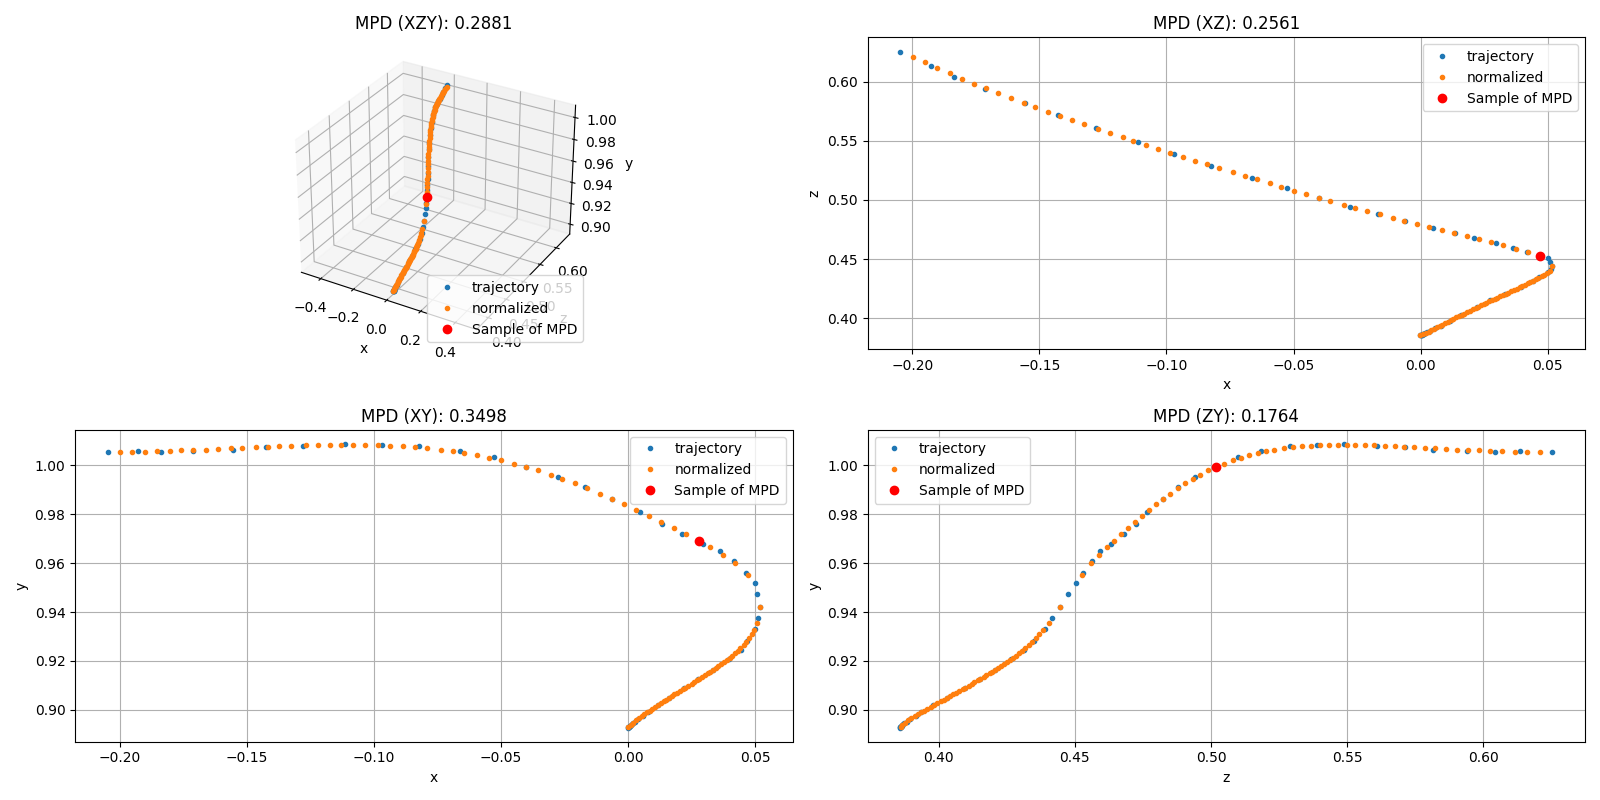 MPD (XZY): 0.2881
1.00
0.98
0.96
0.94
0.92
0.90
y
0.60
0.55
0.50
0.45
0.40
z
−0.4
−0.2
0.0
0.2
0.4
x
trajectory
normalized
Sample of MPD
MPD (XZ): 0.2561
trajectory
normalized
Sample of MPD
0.60
0.55
0.50
0.45
0.40
z
−0.20
−0.15
−0.10
−0.05
0.00
0.05
x
MPD (XY): 0.3498
trajectory
normalized
Sample of MPD
1.00
0.98
0.96
0.94
0.92
0.90
y
−0.20
−0.15
−0.10
−0.05
0.00
0.05
x
MPD (ZY): 0.1764
trajectory
normalized
Sample of MPD
1.00
0.98
0.96
0.94
0.92
0.90
y
0.40
0.45
0.50
0.55
0.60
z